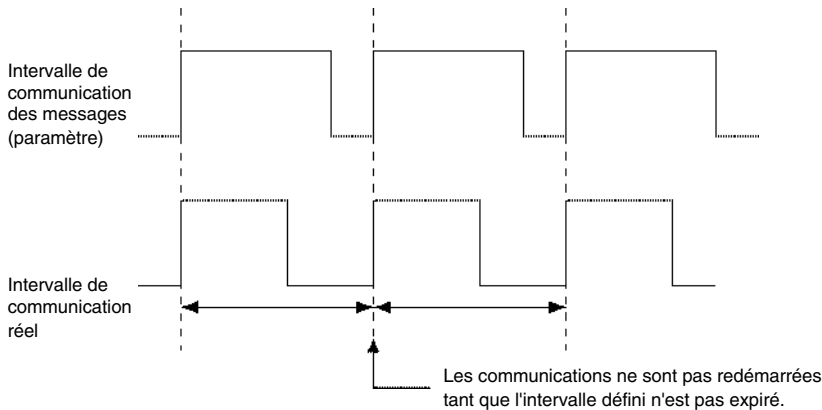 Intervalle de
communication
des messages
(paramètre)
Intervalle de
communication
réel
Les communications ne sont pas redémarrées
tant que l'intervalle défini n'est pas expiré.